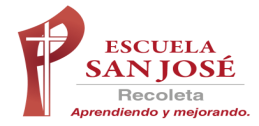 ESCUELA
SAN JOSÉ
Recoleta
Aprendiendo y mejorando.